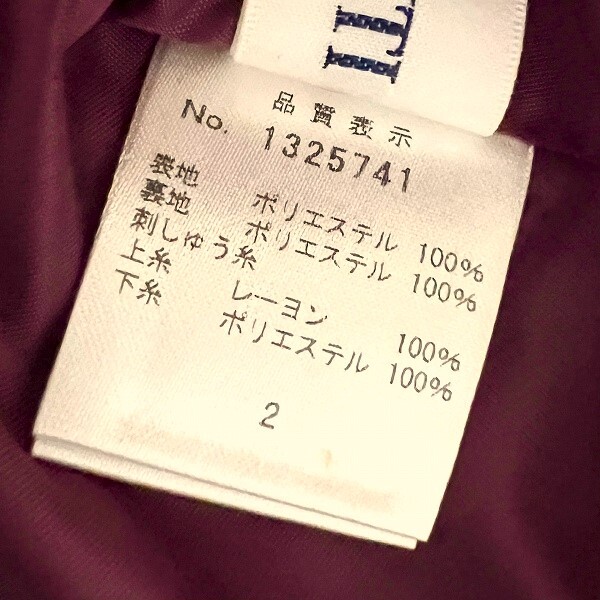 品質表示
No. 1325741
表地 ポリエステル 100%
裏地 ポリエステル 100%
刺しゅう糸
上糸 レーヨン 100%
下糸 ポリエステル 100%
2